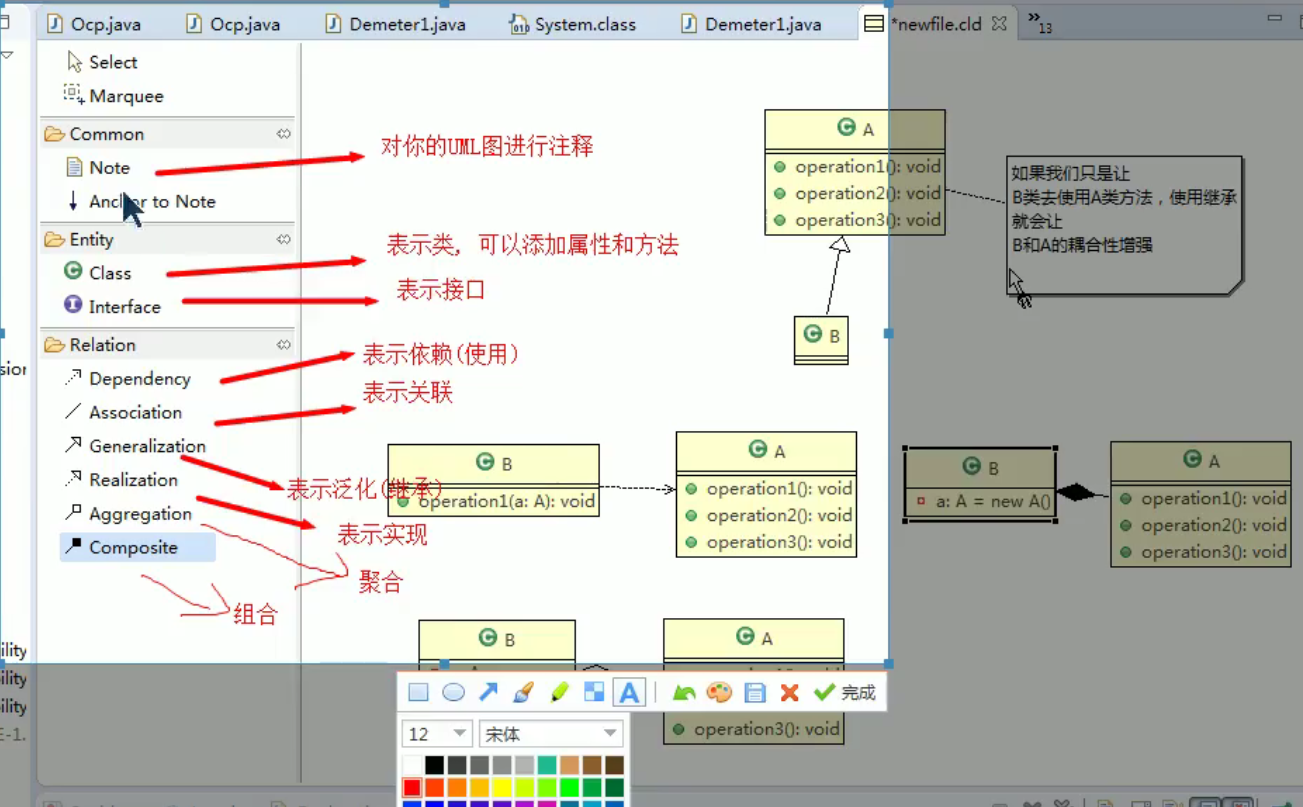 Ocp.java
Ocp.java
Demeter1.java
System.class
Demeter1.java
*newfile.cld
»13
Select
Marquee
Common
Note
Anchor to Note
Entity
Class
Interface
Relation
Dependency
Association
Generalization
Realization
Aggregation
Composite
对你的UML图进行注释
表示类, 可以添加属性和方法
表示接口
表示依赖(使用)
表示关联
表示泛化(继承)
表示实现
聚合
组合
A
operation1(): void
operation2(): void
operation3(): void
如果我们只是让
B类去使用A类方法，使用继承
就会让
B和A的耦合性增强
B
B
operation1(a: A): void
A
operation1(): void
operation2(): void
operation3(): void
B
a: A = new A()
A
operation1(): void
operation2(): void
operation3(): void
B
A
operation3(): void
sion
ility
ility
ility
E-1.
A
完成
12
宋体